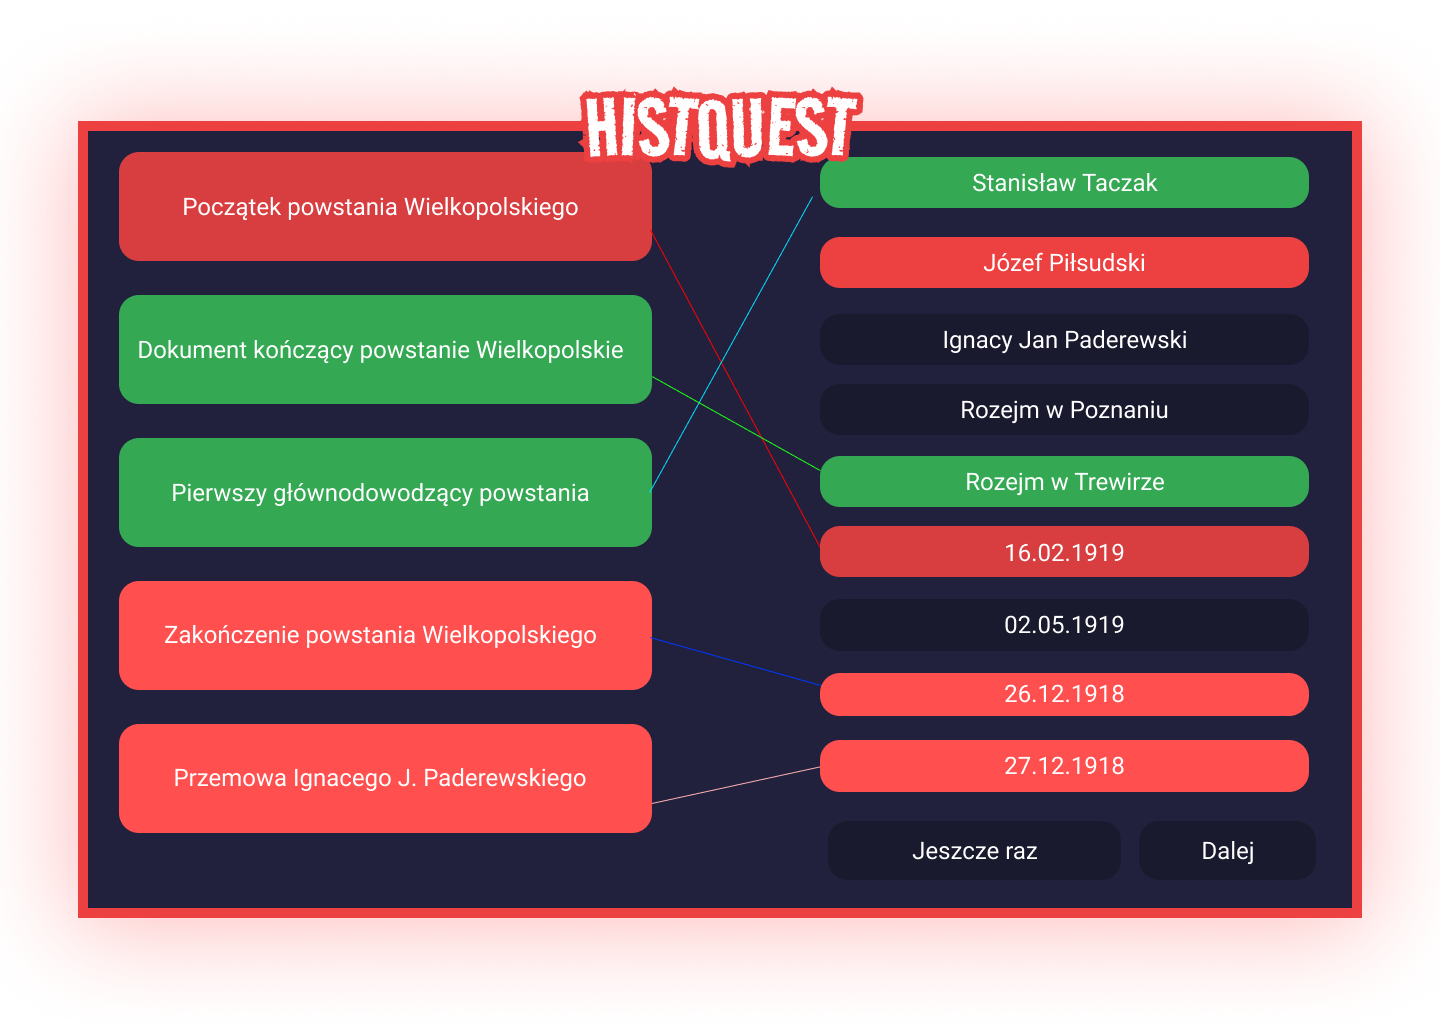 HISTQUEST
Początek powstania Wielkopolskiego
Dokument kończący powstanie Wielkopolskie
Pierwszy głównodowodzący powstania
Zakończenie powstania Wielkopolskiego
Przemowa Ignacego J. Paderewskiego
Stanisław Taczak
Józef Piłsudski
Ignacy Jan Paderewski
Rozejm w Poznaniu
Rozejm w Trewirze
16.02.1919
02.05.1919
26.12.1918
27.12.1918
Jeszcze raz
Dalej